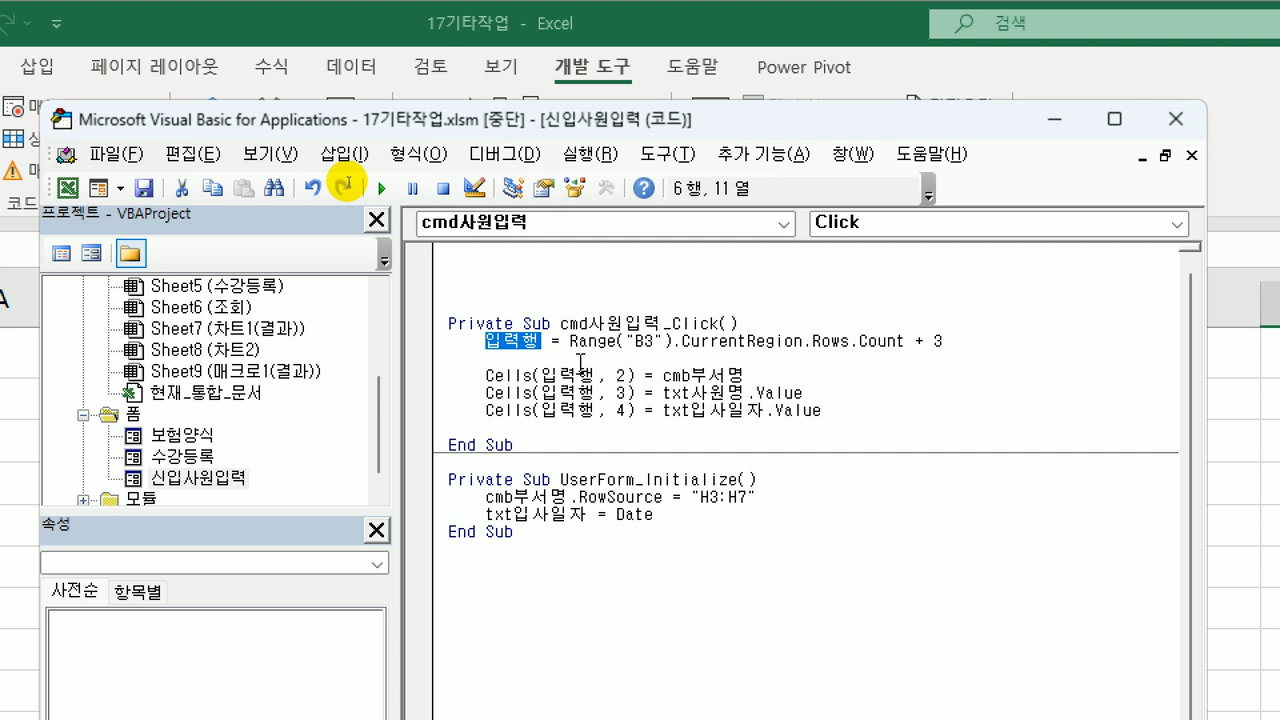 17기타작업 - Excel
검색
삽입 페이지 레이아웃 수식 데이터 검토 보기 개발 도구 도움말 Power Pivot
Microsoft Visual Basic for Applications - 17기타작업.xlsm [중단] - [신입사원입력 (코드)]
파일(F) 편집(E) 보기(V) 삽입(I) 형식(O) 디버그(D) 실행(R) 도구(T) 추가 기능(A) 창(W) 도움말(H)
6 행, 11 열
코드
프로젝트 - VBAProject
cmd사원입력
Click
A
Sheet5 (수강등록)
Sheet6 (조회)
Sheet7 (차트1(결과))
Sheet8 (차트2)
Sheet9 (매크로1(결과))
현재_통합_문서
폼
보험양식
수강등록
신입사원입력
모듈
속성
사전순 항목별
Private Sub cmd사원입력_Click()
입력행 = Range("B3").CurrentRegion.Rows.Count + 3
Cells(입력행, 2) = cmb부서명
Cells(입력행, 3) = txt사원명.Value
Cells(입력행, 4) = txt입사일자.Value
End Sub
Private Sub UserForm_Initialize()
cmb부서명.RowSource = "H3:H7"
txt입사일자 = Date
End Sub